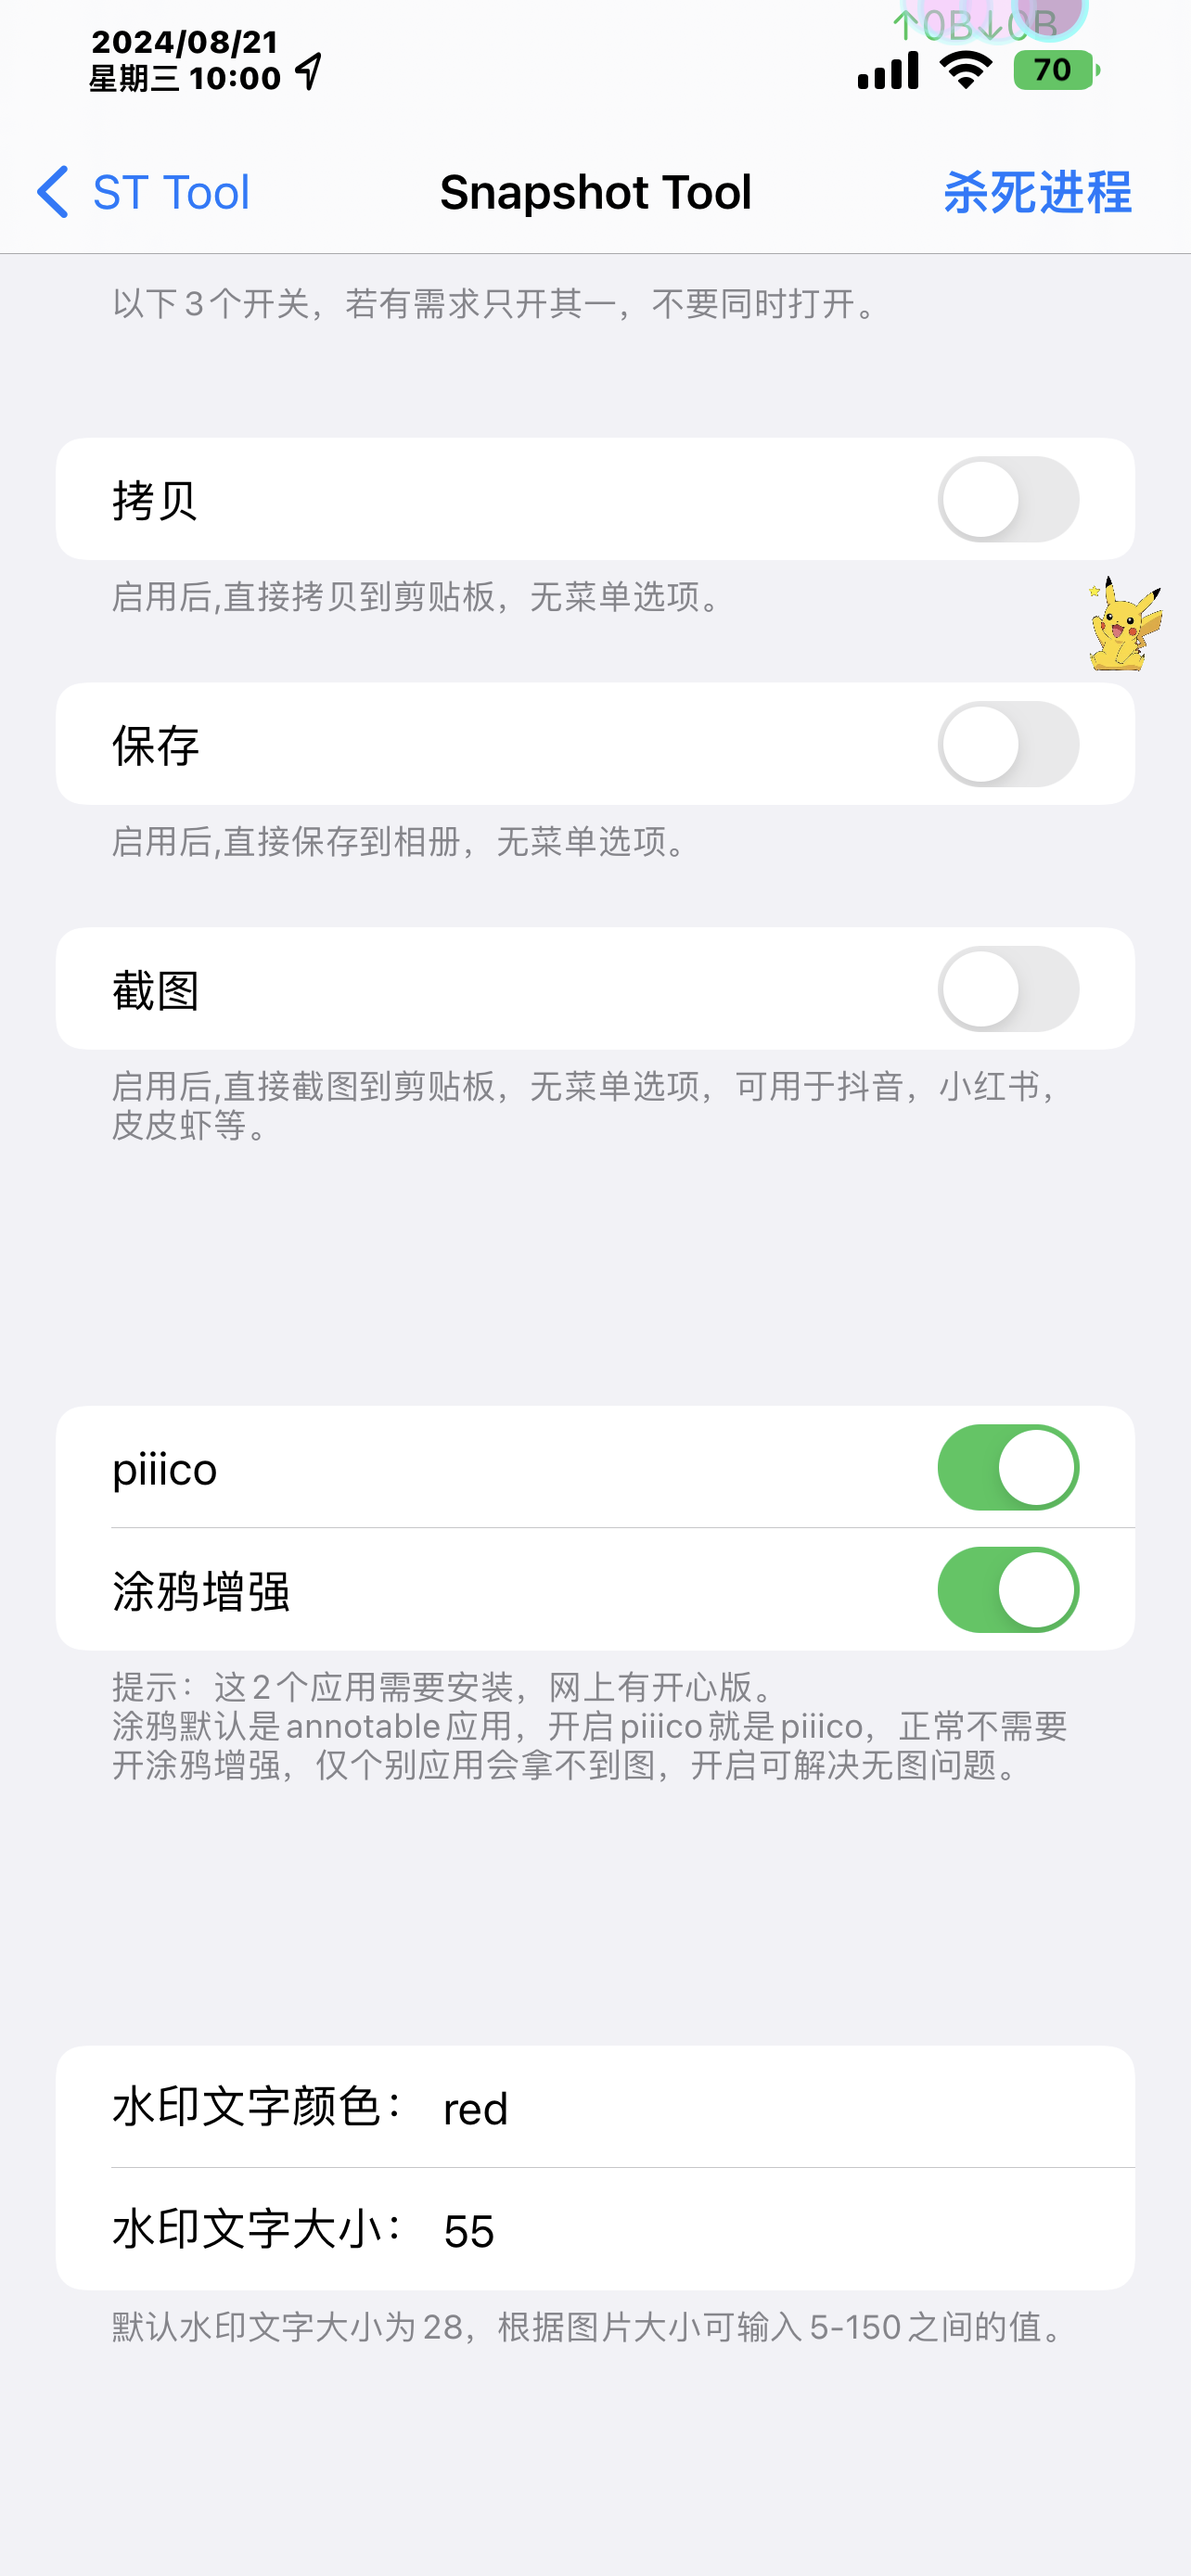 ↑0B↓0B
2024/08/21
星期三 10:00
70
ST Tool
Snapshot Tool
杀死进程
以下3个开关，若有需求只开其一，不要同时打开。
拷贝
启用后,直接拷贝到剪贴板，无菜单选项。
保存
启用后,直接保存到相册，无菜单选项。
截图
启用后,直接截图到剪贴板，无菜单选项，可用于抖音，小红书，
皮皮虾等。
piiico
涂鸦增强
提示：这2个应用需要安装，网上有开心版。
涂鸦默认是annotable应用，开启piiico就是piiico，正常不需要
开涂鸦增强，仅个别应用会拿不到图，开启可解决无图问题。
水印文字颜色： red
水印文字大小： 55
默认水印文字大小为28，根据图片大小可输入5-150之间的值。